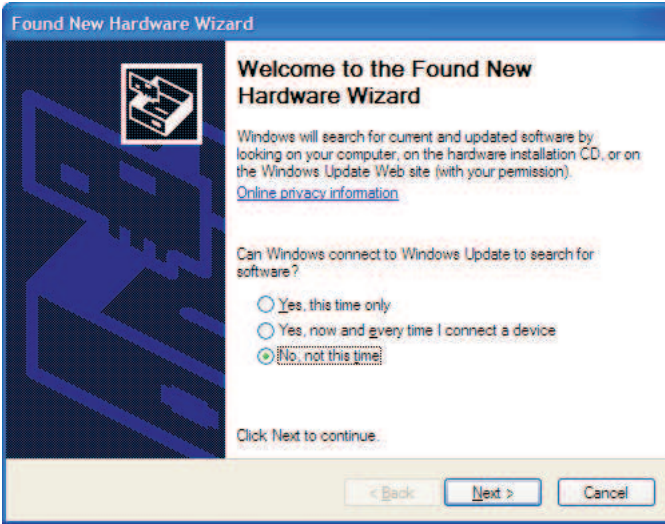 Found New Hardware Wizard
Welcome to the Found New
Hardware Wizard
Windows will search for current and updated software by
looking on your computer, on the hardware installation CD, or on
the Windows Update Web site (with your permission).
Online privacy information
Can Windows connect to Windows Update to search for
software?
Yes, this time only
Yes, now and every time I connect a device
No, not this time
Click Next to continue.
< Back Next > Cancel